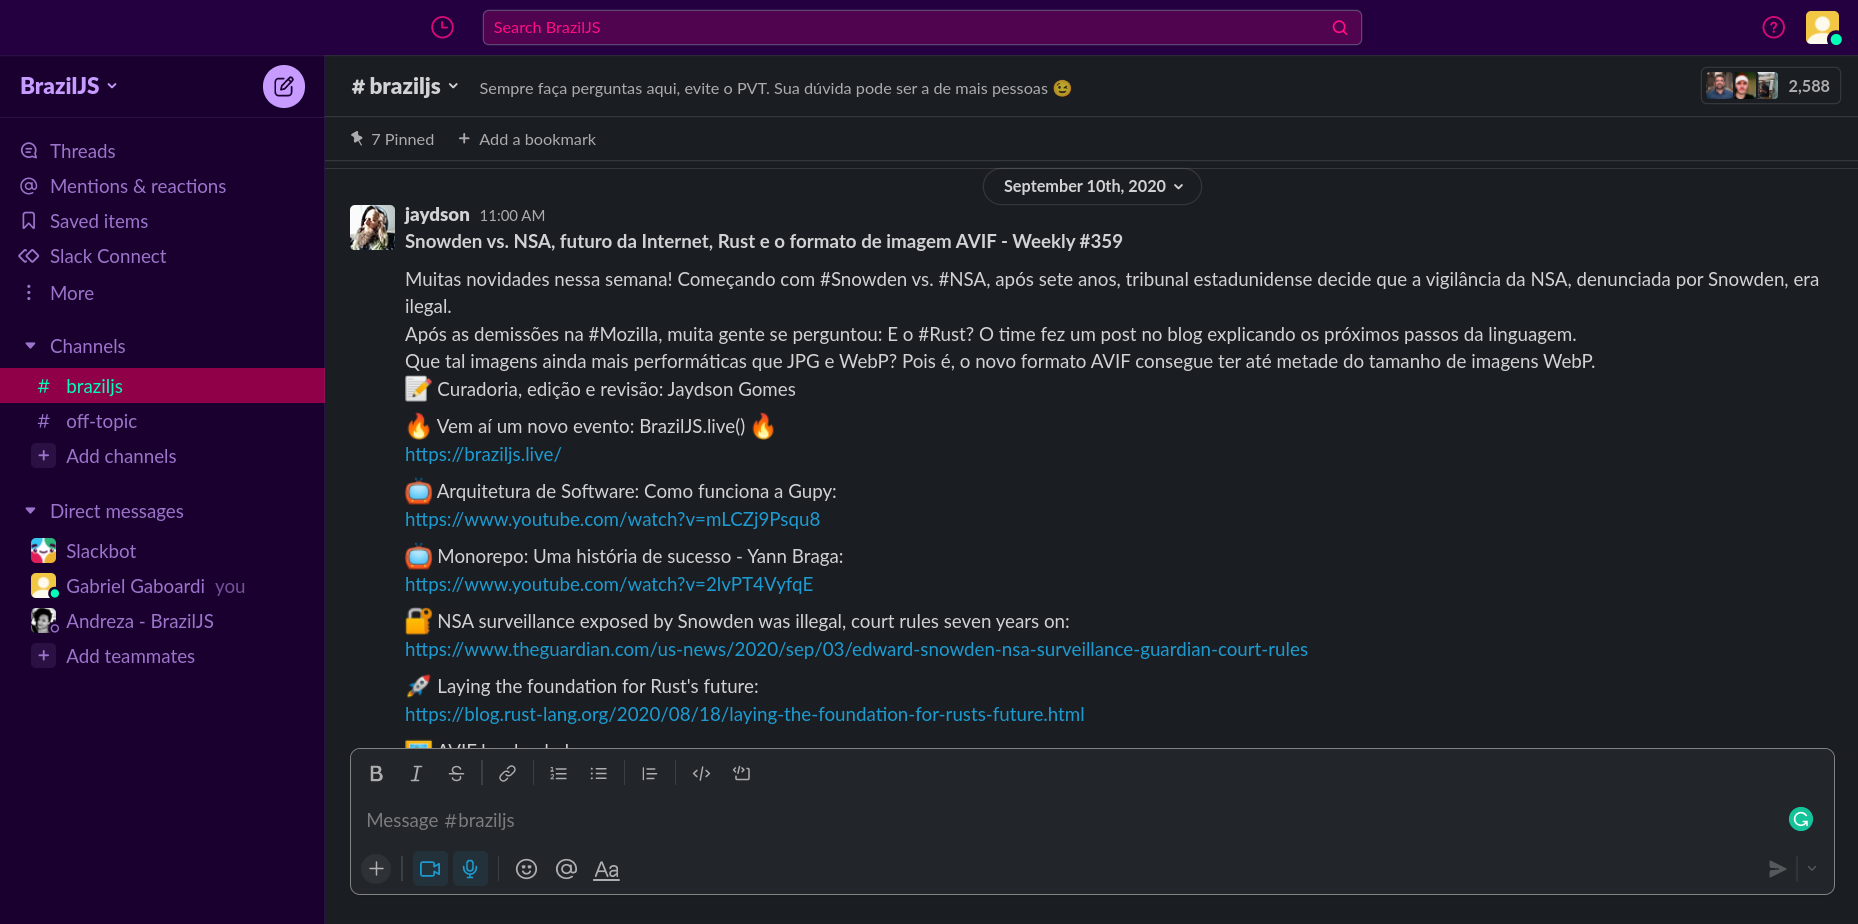 Search BrazilJS
BrazilJS
Threads
Mentions & reactions
Saved items
Slack Connect
More
Channels
# braziljs
# off-topic
+ Add channels
Direct messages
Slackbot
Gabriel Gaboardi you
Andreza - BrazilJS
+ Add teammates
# braziljs
Sempre faça perguntas aqui, evite o PVT. Sua dúvida pode ser a de mais pessoas 😉
2,588
7 Pinned
+ Add a bookmark
September 10th, 2020
jaydson 11:00 AM
Snowden vs. NSA, futuro da Internet, Rust e o formato de imagem AVIF - Weekly #359
Muitas novidades nessa semana! Começando com #Snowden vs. #NSA, após sete anos, tribunal estadunidense decide que a vigilância da NSA, denunciada por Snowden, era
ilegal.
Após as demissões na #Mozilla, muita gente se perguntou: E o #Rust? O time fez um post no blog explicando os próximos passos da linguagem.
Que tal imagens ainda mais performáticas que JPG e WebP? Pois é, o novo formato AVIF consegue ter até metade do tamanho de imagens WebP.
📝 Curadoria, edição e revisão: Jaydson Gomes
🔥 Vem aí um novo evento: BrazilJS.live() 🔥
https://braziljs.live/
📺 Arquitetura de Software: Como funciona a Gupy:
https://www.youtube.com/watch?v=mLCZj9Psqu8
📺 Monorepo: Uma história de sucesso - Yann Braga:
https://www.youtube.com/watch?v=2lvPT4VyfqE
🔐 NSA surveillance exposed by Snowden was illegal, court rules seven years on:
https://www.theguardian.com/us-news/2020/sep/03/edward-snowden-nsa-surveillance-guardian-court-rules
🚀 Laying the foundation for Rust's future:
https://blog.rust-lang.org/2020/08/18/laying-the-foundation-for-rusts-future.html
Message #braziljs
Aa